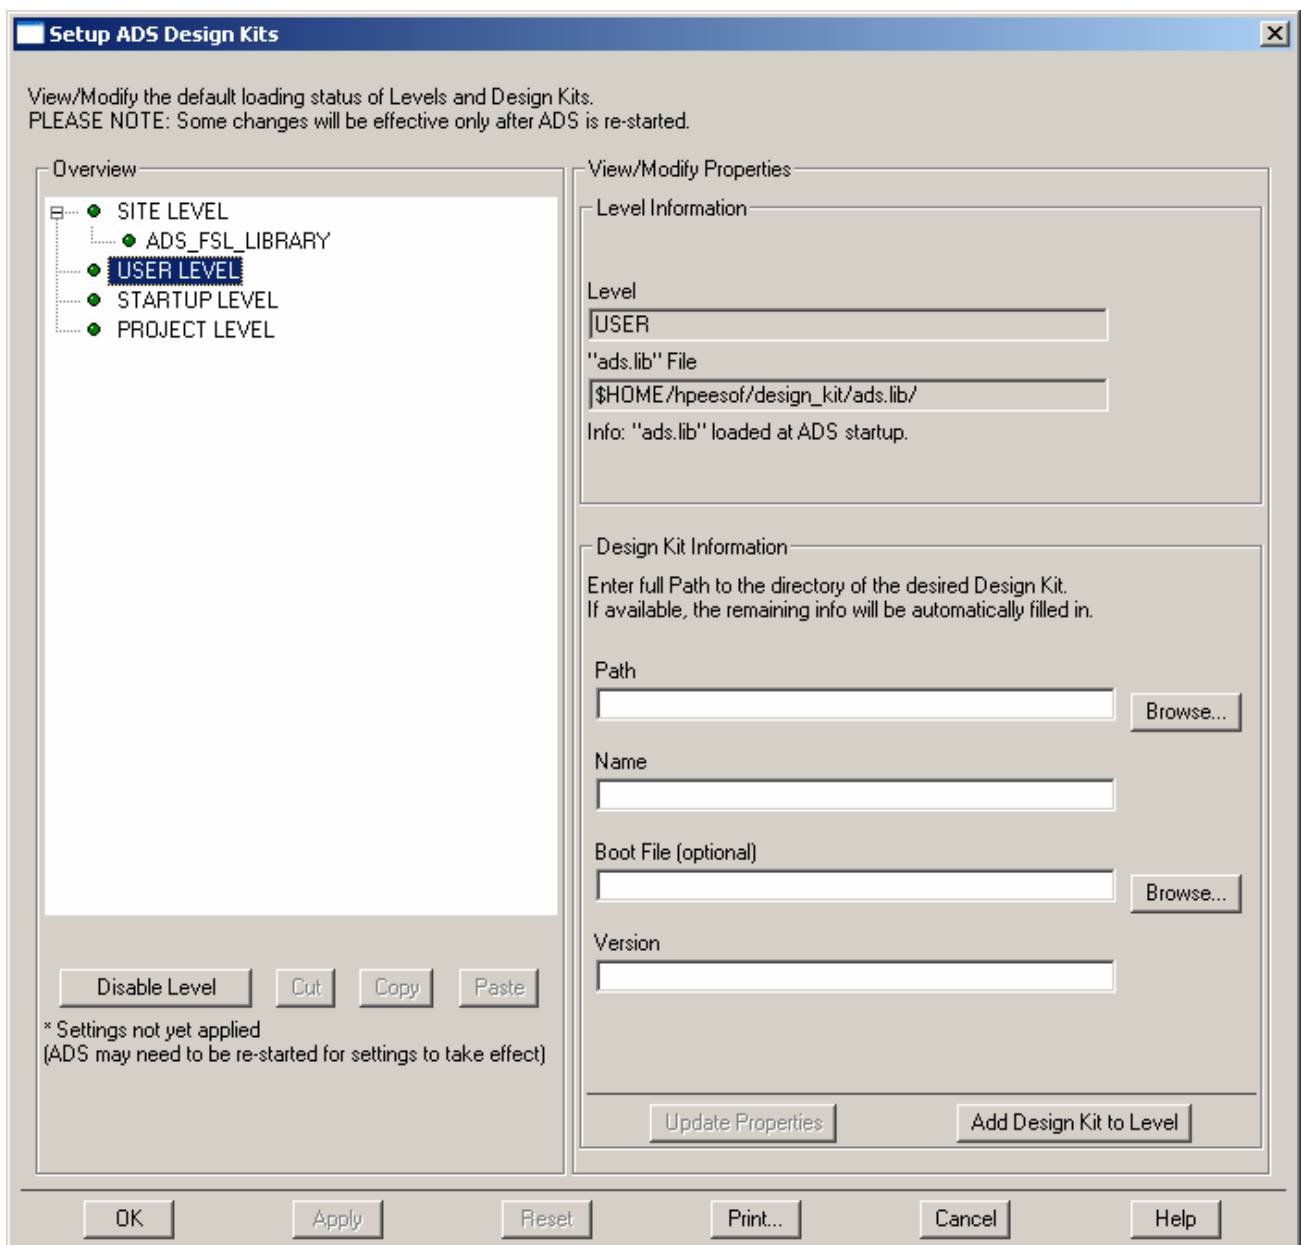 Setup ADS Design Kits
View/Modify the default loading status of Levels and Design Kits.
PLEASE NOTE: Some changes will be effective only after ADS is re-started.
Overview
SITE LEVEL
ADS_FSL_LIBRARY
USER LEVEL
STARTUP LEVEL
PROJECT LEVEL
Disable Level
Cut
Copy
Paste
* Settings not yet applied
(ADS may need to be re-started for settings to take effect)
View/Modify Properties
Level Information
Level
USER
"ads.lib" File
$HOME/hpeesof/design_kit/ads.lib/
Info: "ads.lib" loaded at ADS startup.
Design Kit Information
Enter full Path to the directory of the desired Design Kit.
If available, the remaining info will be automatically filled in.
Path
Browse...
Name
Boot File (optional)
Browse...
Version
Update Properties
Add Design Kit to Level
OK
Apply
Reset
Print...
Cancel
Help